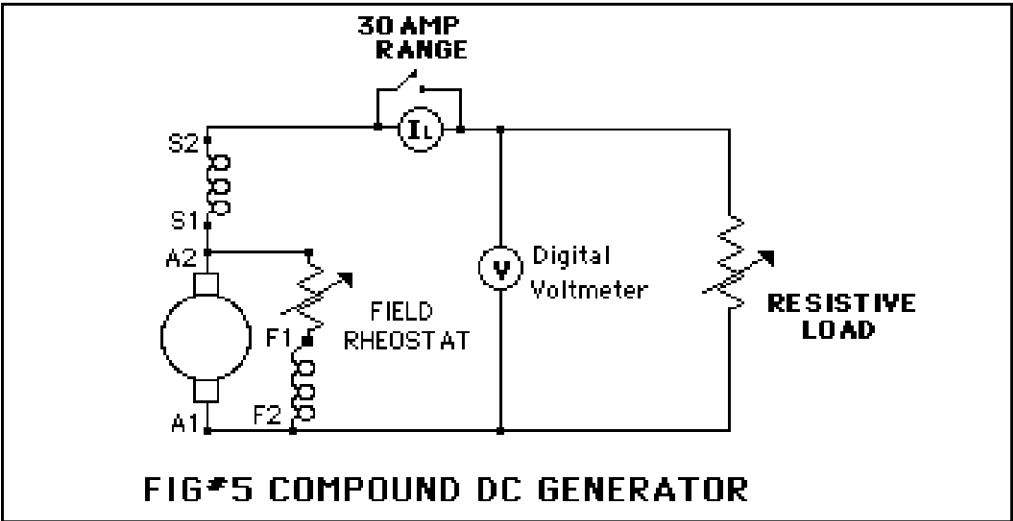 30 AMP
RANGE
IL
S2
S1
A2
V
Digital
Voltmeter
FIELD
RHEOSTAT
F1
RESISTIVE
LOAD
F2
A1
FIG#5 COMPOUND DC GENERATOR